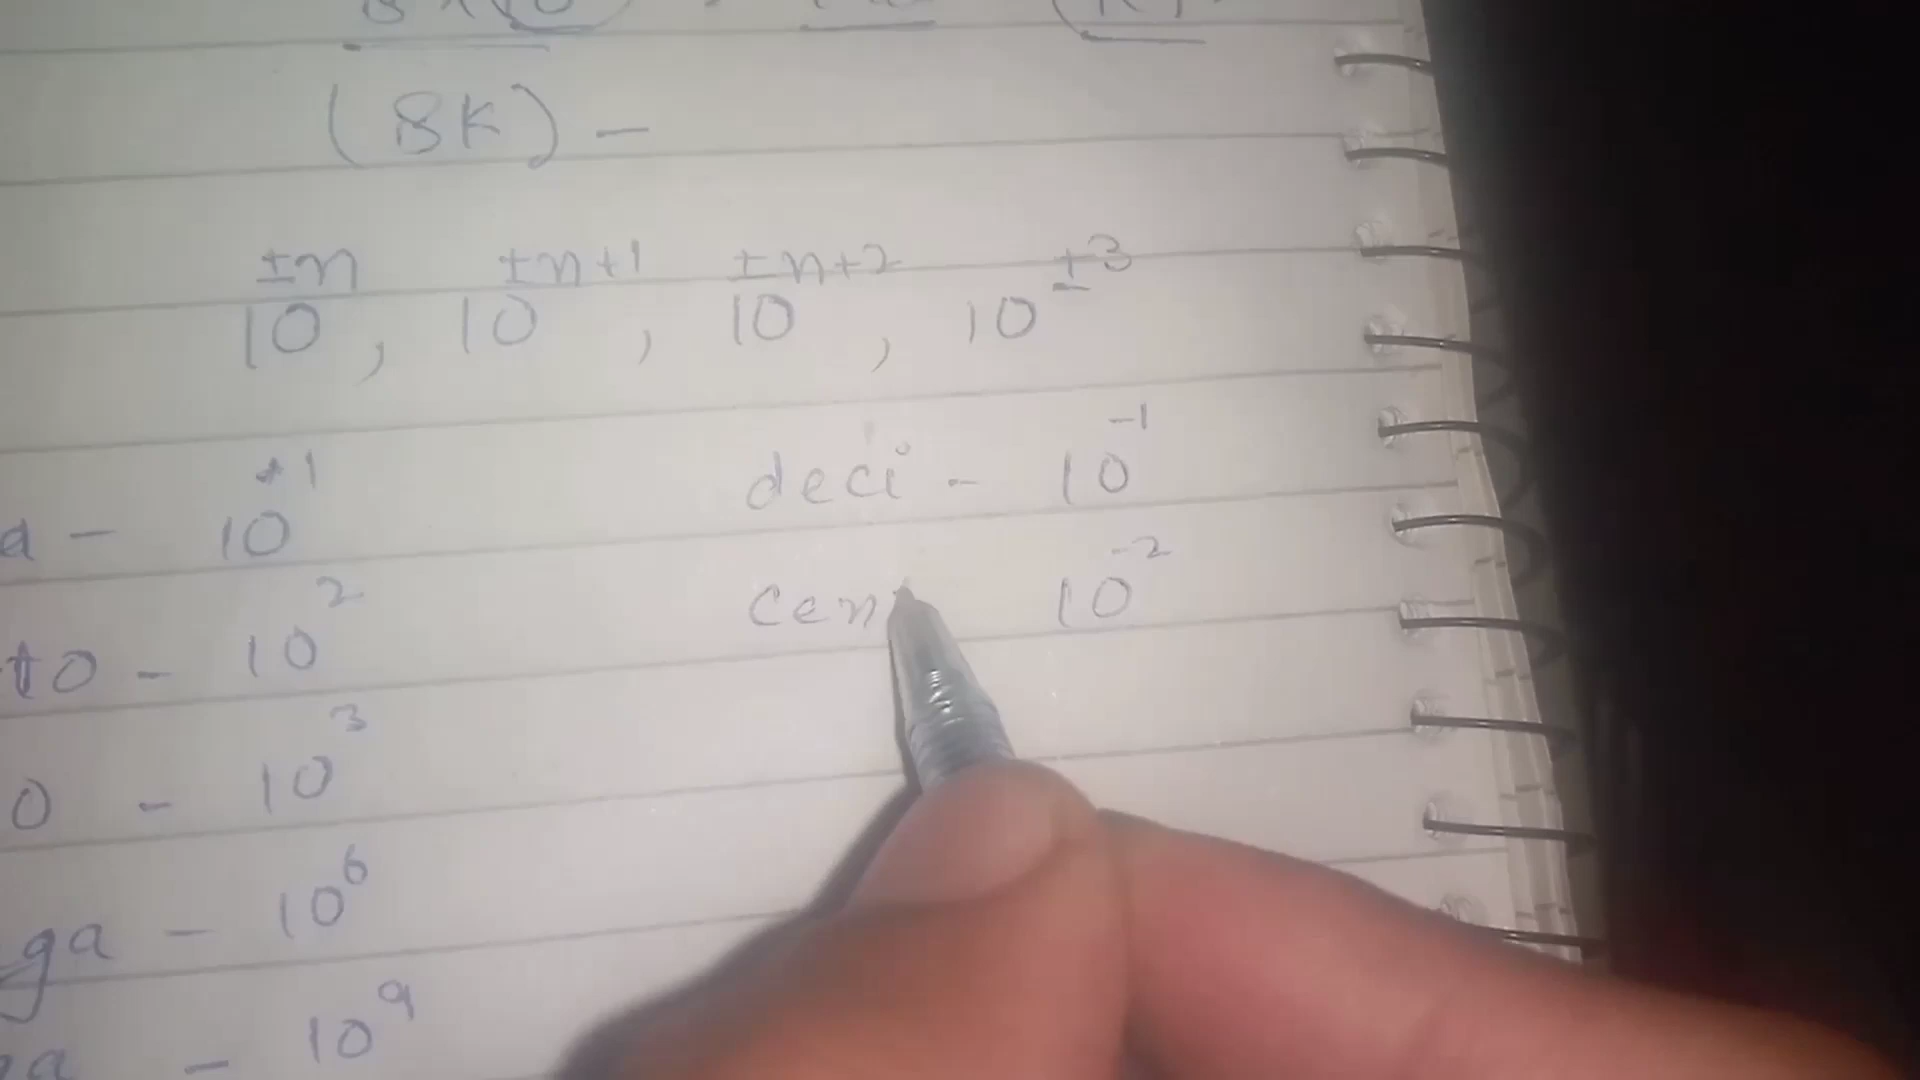 (8K) -
10^±n, 10^±n+1, 10^±n+2, 10^±3
a - 10^+1 deci - 10^-1
to - 10^2 cen 10^-2
0 - 10^3
ga - 10^6
a - 10^9